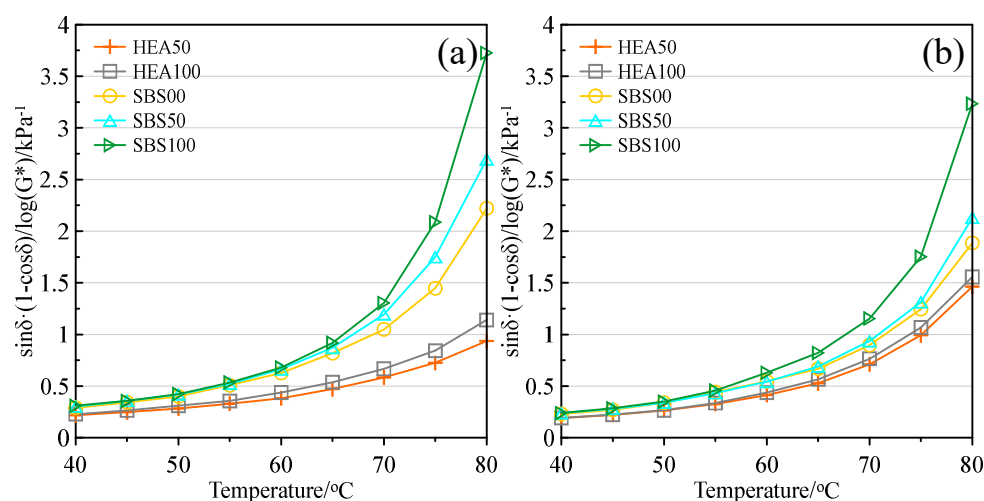 (a)
sinδ·(1-cosδ)/log(G*)/kPa⁻¹
4
3.5
3
2.5
2
1.5
1
0.5
0
HEA50
HEA100
SBS00
SBS50
SBS100
40 50 60 70 80
Temperature/°C
(b)
sinδ·(1-cosδ)/log(G*)/kPa⁻¹
4
3.5
3
2.5
2
1.5
1
0.5
0
HEA50
HEA100
SBS00
SBS50
SBS100
40 50 60 70 80
Temperature/°C